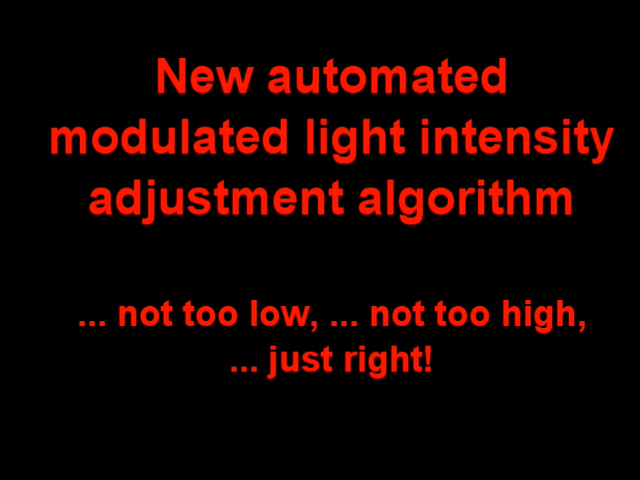 New automated
modulated light intensity
adjustment algorithm
... not too low, ... not too high,
... just right!